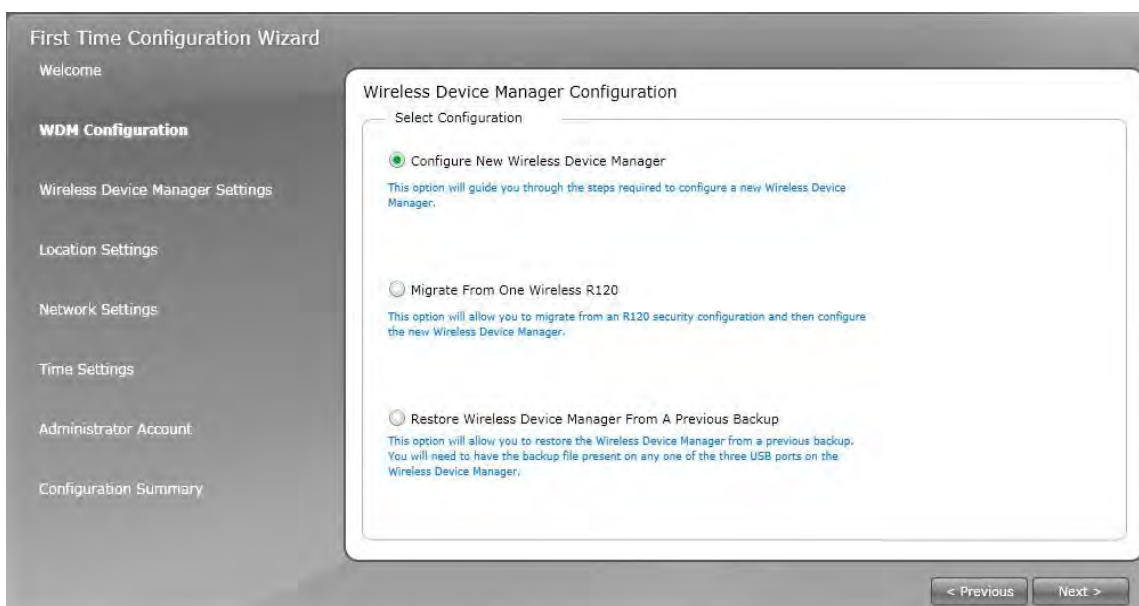 First Time Configuration Wizard
Welcome
WDM Configuration
Wireless Device Manager Settings
Location Settings
Network Settings
Time Settings
Administrator Account
Configuration Summary
Wireless Device Manager Configuration
Select Configuration
Configure New Wireless Device Manager
This option will guide you through the steps required to configure a new Wireless Device
Manager.
Migrate From One Wireless R120
This option will allow you to migrate from an R120 security configuration and then configure
the new Wireless Device Manager.
Restore Wireless Device Manager From A Previous Backup
This option will allow you to restore the Wireless Device Manager from a previous backup.
You will need to have the backup file present on any one of the three USB ports on the
Wireless Device Manager.
< Previous
Next >